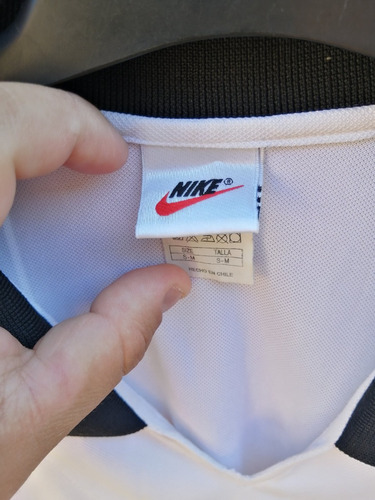 NIKE®
SIZE TALLA
S-M S-M
HECHO EN CHILE